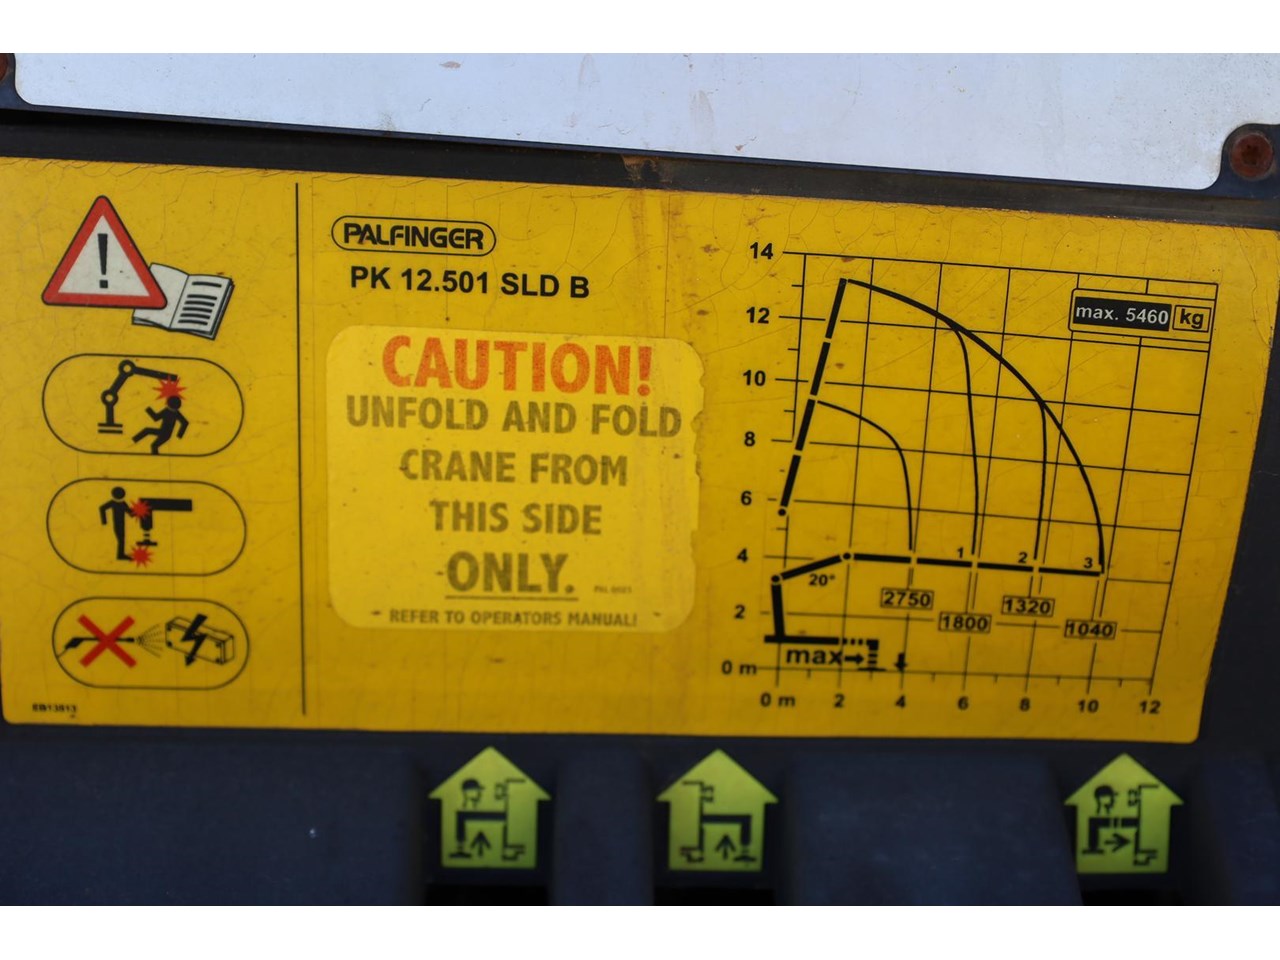 PALFINGER
PK 12.501 SLD B
CAUTION!
UNFOLD AND FOLD
CRANE FROM
THIS SIDE
ONLY.
REFER TO OPERATORS MANUAL!
EB13813
14
12
10
8
6
4
2
0 m
max. 5460 kg
1
2
3
20°
2750
1800
1320
1040
max
0 m 2 4 6 8 10 12